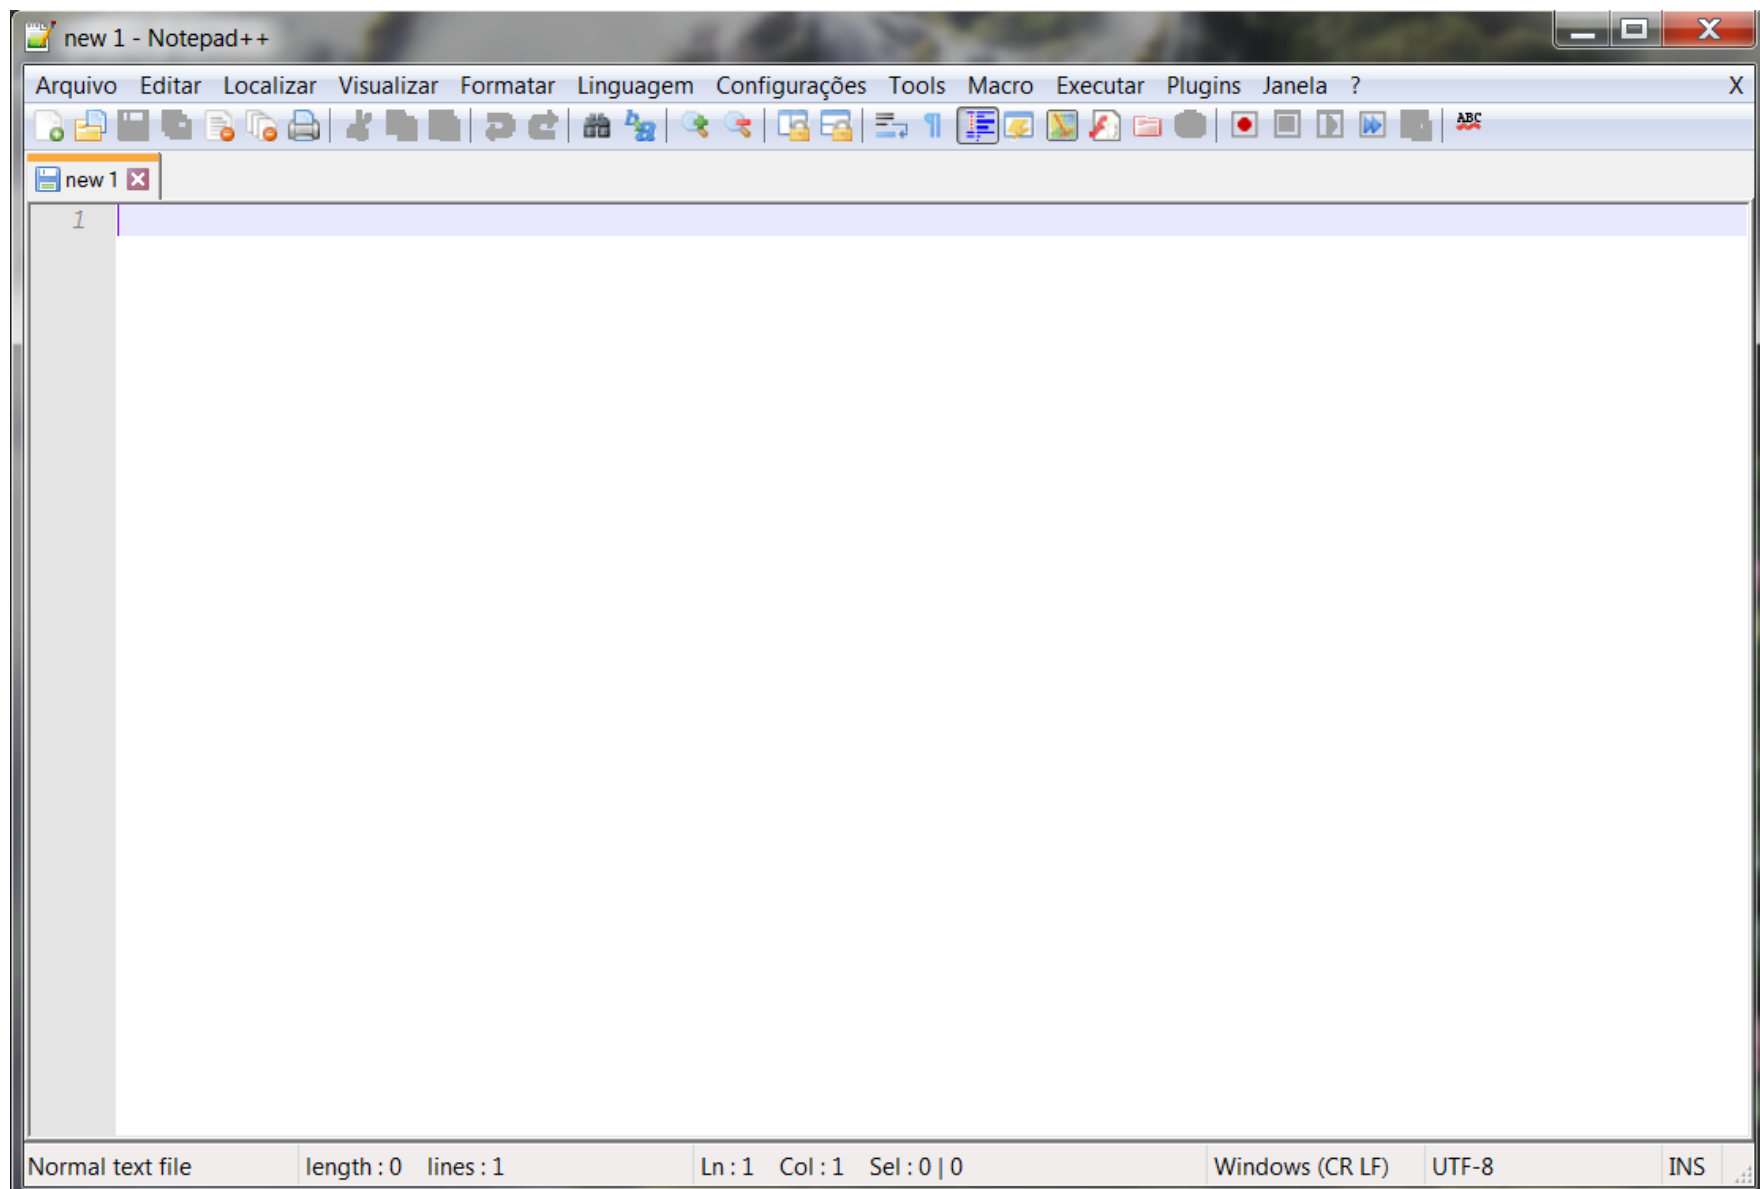 new 1 - Notepad++
Arquivo Editar Localizar Visualizar Formatar Linguagem Configurações Tools Macro Executar Plugins Janela ? X
ABC
new 1
1
Normal text file length : 0 lines : 1 Ln : 1 Col : 1 Sel : 0 | 0 Windows (CR LF) UTF-8 INS